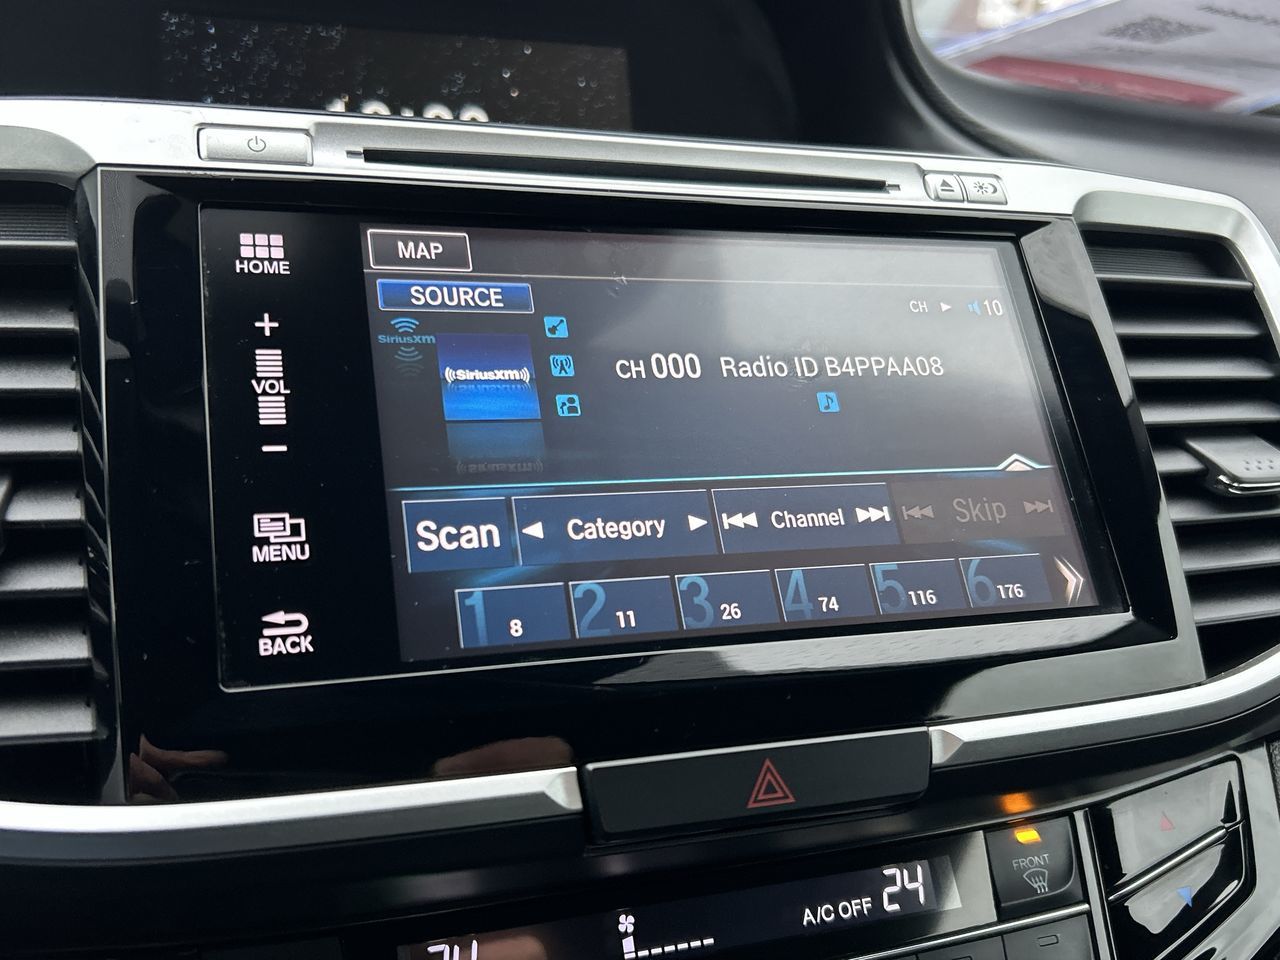 MAP
HOME
SOURCE
CH 10
SiriusXM
((SiriusXM))
CH 000 Radio ID B4PPAA08
+
VOL
−
Scan Category Channel Skip
MENU
1 8 2 11 3 26 4 74 5 116 6 176
BACK
FRONT
A/C OFF 24